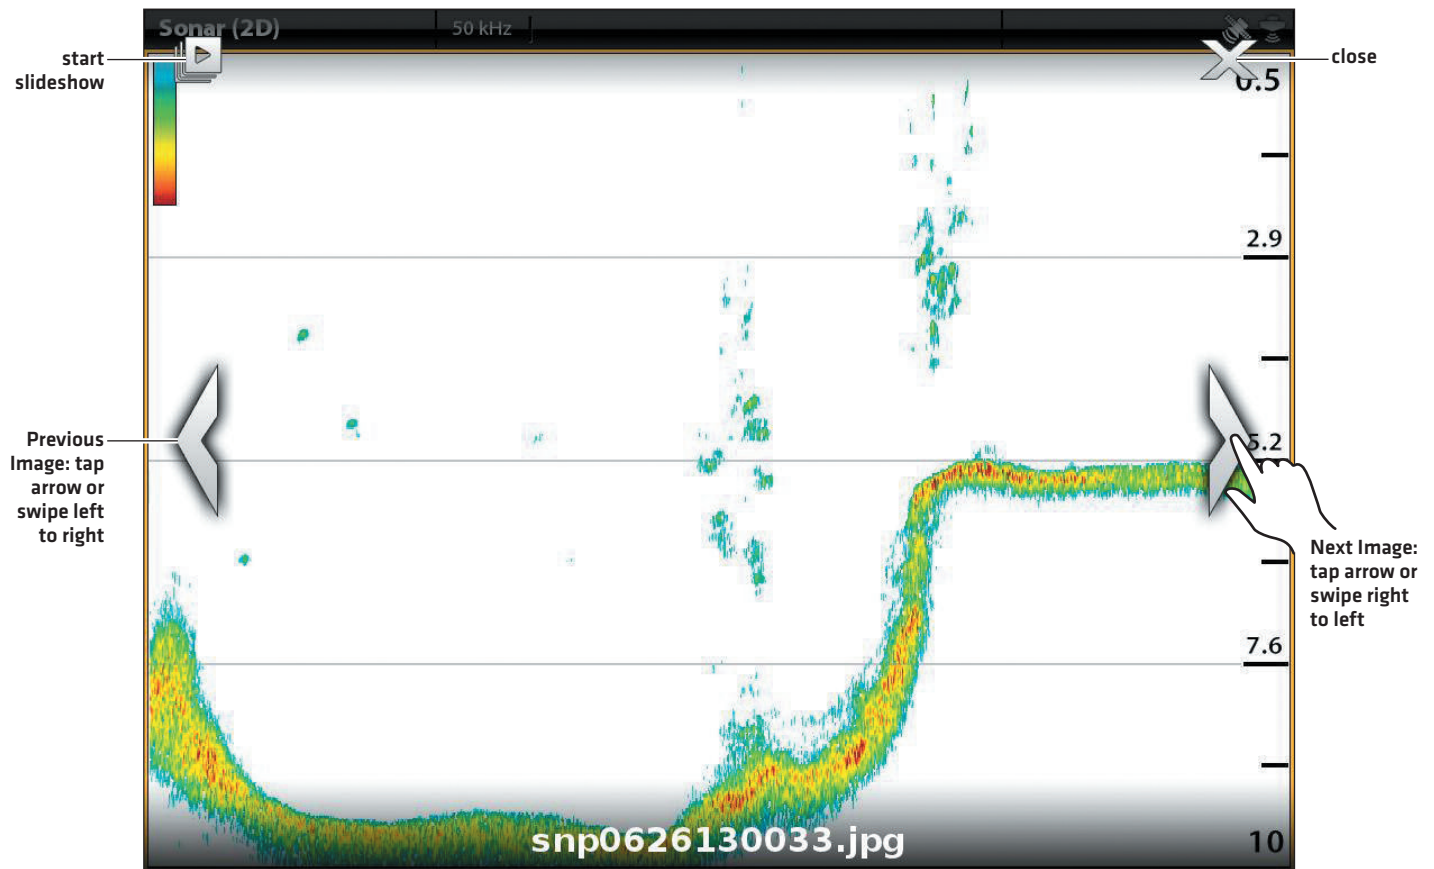 Sonar (2D)
50 kHz
start
slideshow
close
0.5
2.9
5.2
Previous
Image: tap
arrow or
swipe left
to right
Next Image:
tap arrow or
swipe right
to left
7.6
snp0626130033.jpg
10